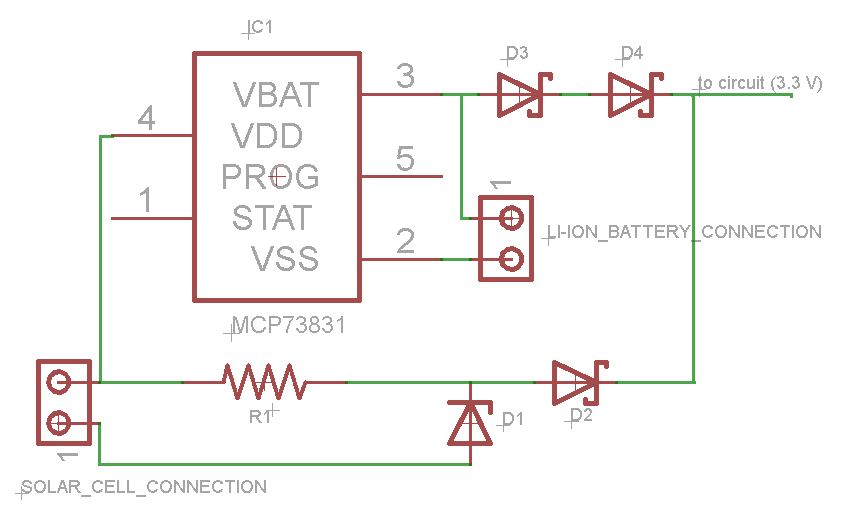 IC1
D3
D4
to circuit (3.3 V)
3
VBAT
4
VDD
5
PROG
1
STAT
2
VSS
1
LI-ION_BATTERY_CONNECTION
MCP73831
R1
D1
D2
1
SOLAR_CELL_CONNECTION